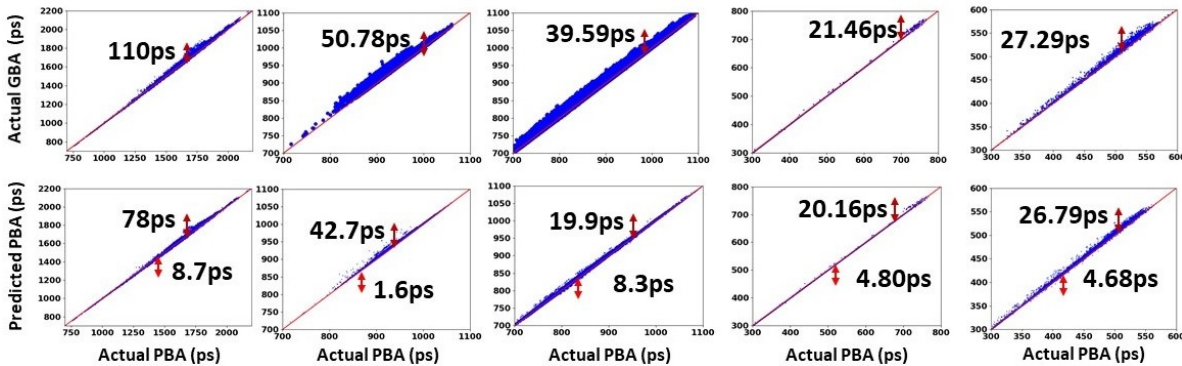 Actual GBA (ps)
2200
2000
1800
1600
1400
1200
1000
800
110ps
750 1000 1250 1500 1750 2000
1100
1050
1000
950
900
850
800
750
700
50.78ps
700 800 900 1000 1100
1100
1050
1000
950
900
850
800
750
700
39.59ps
700 800 900 1000 1100
800
700
600
500
400
300
21.46ps
300 400 500 600 700 800
600
550
500
450
400
350
300
27.29ps
300 350 400 450 500 550 600
Predicted PBA (ps)
2200
2000
1800
1600
1400
1200
1000
800
78ps
8.7ps
750 1000 1250 1500 1750 2000
Actual PBA (ps)
1100
1050
1000
950
900
850
800
750
700
42.7ps
1.6ps
700 800 900 1000 1100
Actual PBA (ps)
1100
1050
1000
950
900
850
800
750
700
19.9ps
8.3ps
700 800 900 1000 1100
Actual PBA (ps)
800
700
600
500
400
300
20.16ps
4.80ps
300 400 500 600 700 800
Actual PBA (ps)
600
550
500
450
400
350
300
26.79ps
4.68ps
300 350 400 450 500 550 600
Actual PBA (ps)